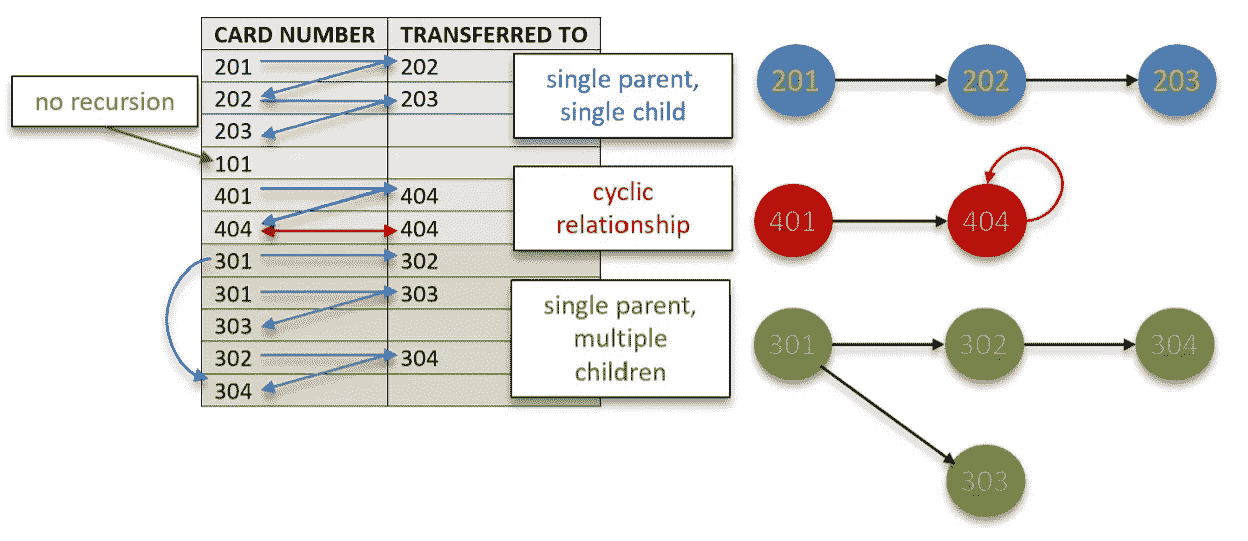 CARD NUMBER TRANSFERRED TO
201 202
202 203
203
101
401 404
404 404
301 302
301 303
303
302 304
304
no recursion
single parent,
single child
cyclic
relationship
single parent,
multiple
children
201 202 203
401 404
301 302 304
303